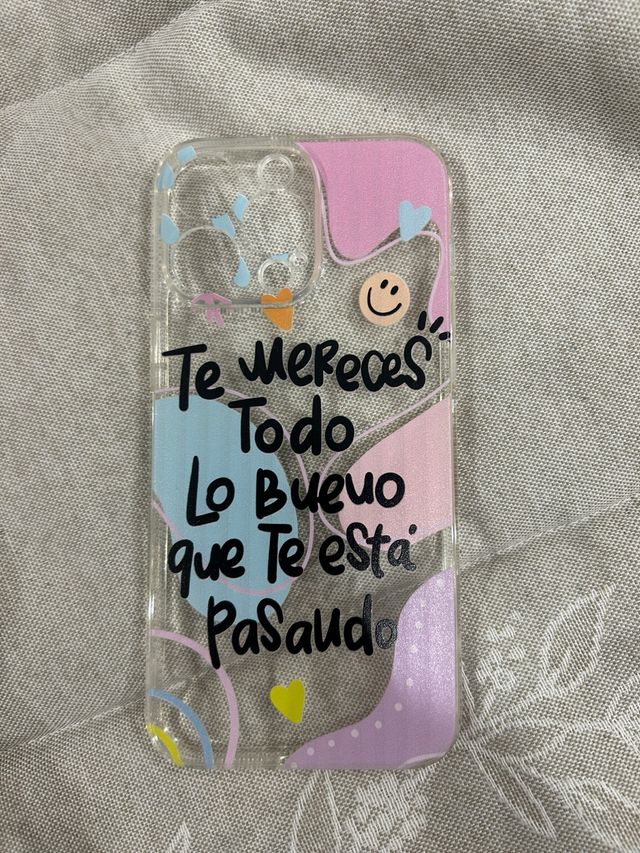 Te mereces
Todo
Lo Bueno
que Te está
pasando